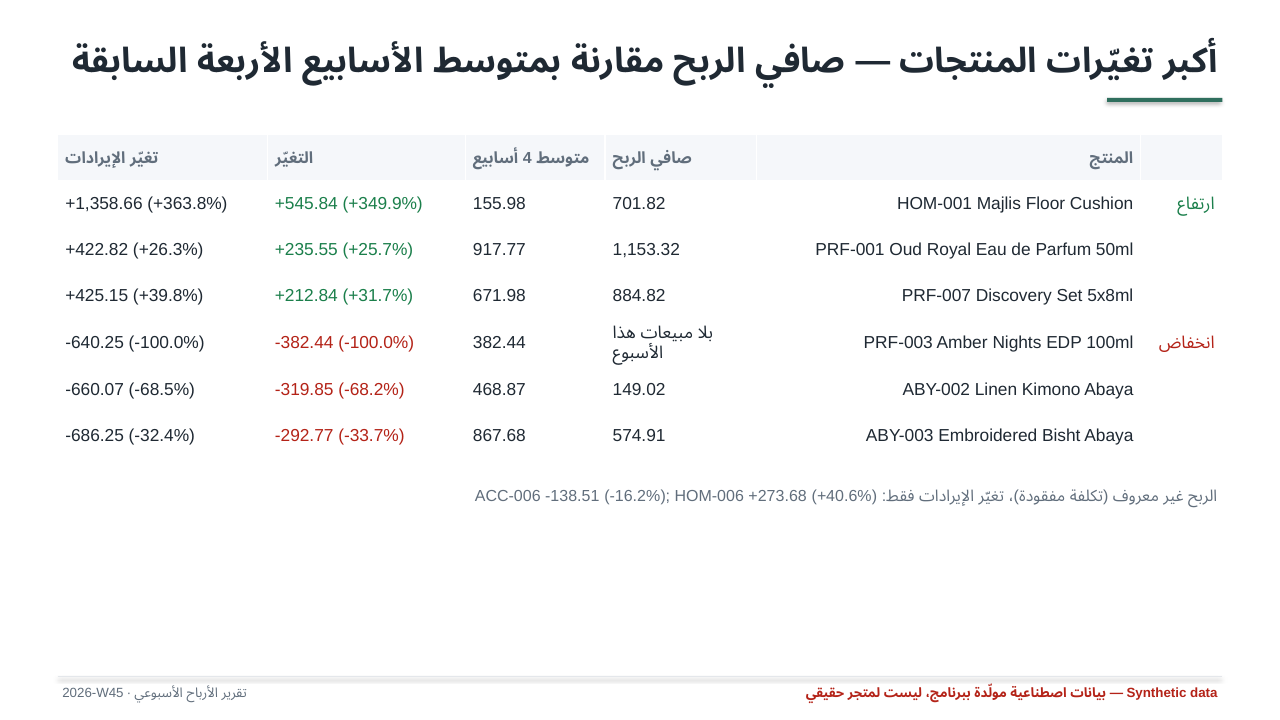 أكبر تغيّرات المنتجات — صافي الربح مقارنة بمتوسط الأسابيع الأربعة السابقة
المنتج صافي الربح متوسط 4 أسابيع التغيّر تغيّر الإيرادات
ارتفاع HOM-001 Majlis Floor Cushion 701.82 155.98 +545.84 (+349.9%) +1,358.66 (+363.8%)
PRF-001 Oud Royal Eau de Parfum 50ml 1,153.32 917.77 +235.55 (+25.7%) +422.82 (+26.3%)
PRF-007 Discovery Set 5x8ml 884.82 671.98 +212.84 (+31.7%) +425.15 (+39.8%)
انخفاض PRF-003 Amber Nights EDP 100ml بلا مبيعات هذا الأسبوع 382.44 -382.44 (-100.0%) -640.25 (-100.0%)
ABY-002 Linen Kimono Abaya 149.02 468.87 -319.85 (-68.2%) -660.07 (-68.5%)
ABY-003 Embroidered Bisht Abaya 574.91 867.68 -292.77 (-33.7%) -686.25 (-32.4%)
الربح غير معروف (تكلفة مفقودة)، تغيّر الإيرادات فقط: ACC-006 -138.51 (-16.2%); HOM-006 +273.68 (+40.6%)
Synthetic data — بيانات اصطناعية مولّدة ببرنامج، ليست لمتجر حقيقي
تقرير الأرباح الأسبوعي · 2026-W45